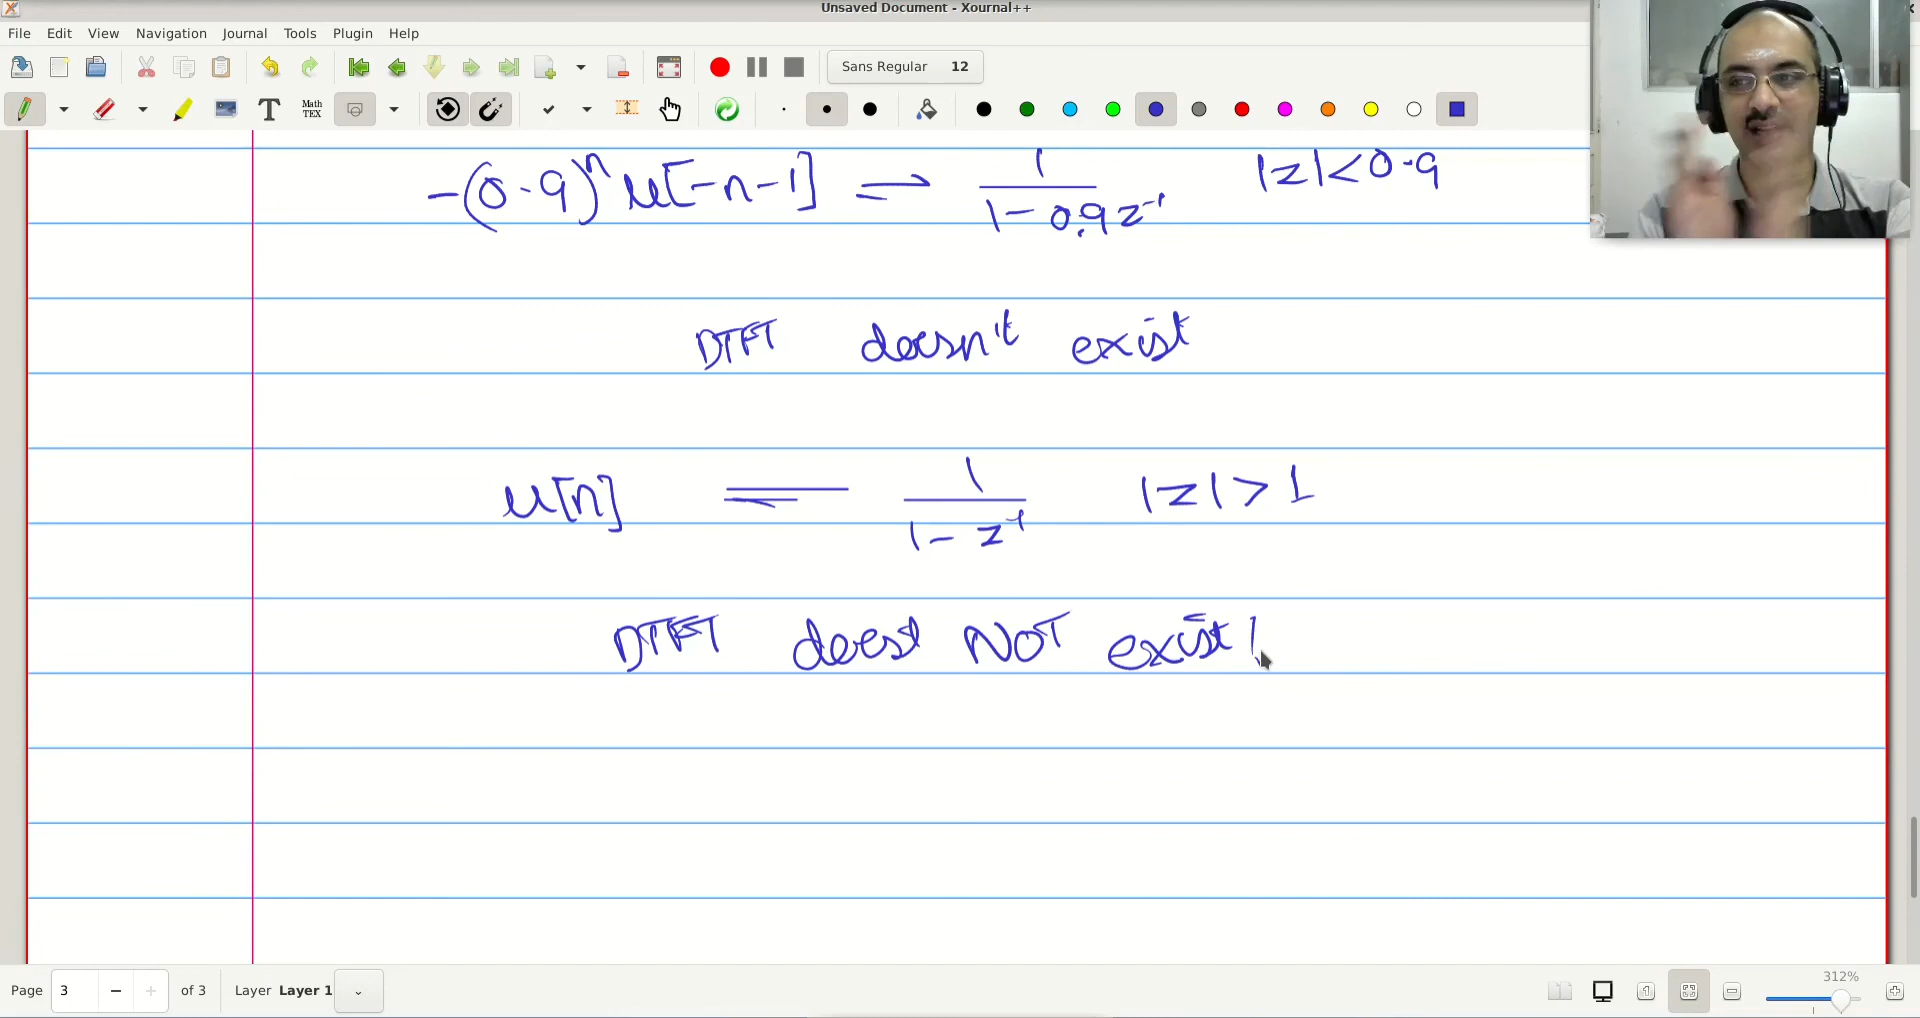 Unsaved Document - Xournal++
File Edit View Navigation Journal Tools Plugin Help
Sans Regular 12
Math TEX
-(0.9)^n u[-n-1] ⇌ 1/(1 - 0.9z^-1) |z| < 0.9
DTFT doesn't exist
u[n] ⇌ 1/(1 - z^-1) |z| > 1
DTFT does NOT exist!
312%
Page 3 of 3 Layer Layer 1